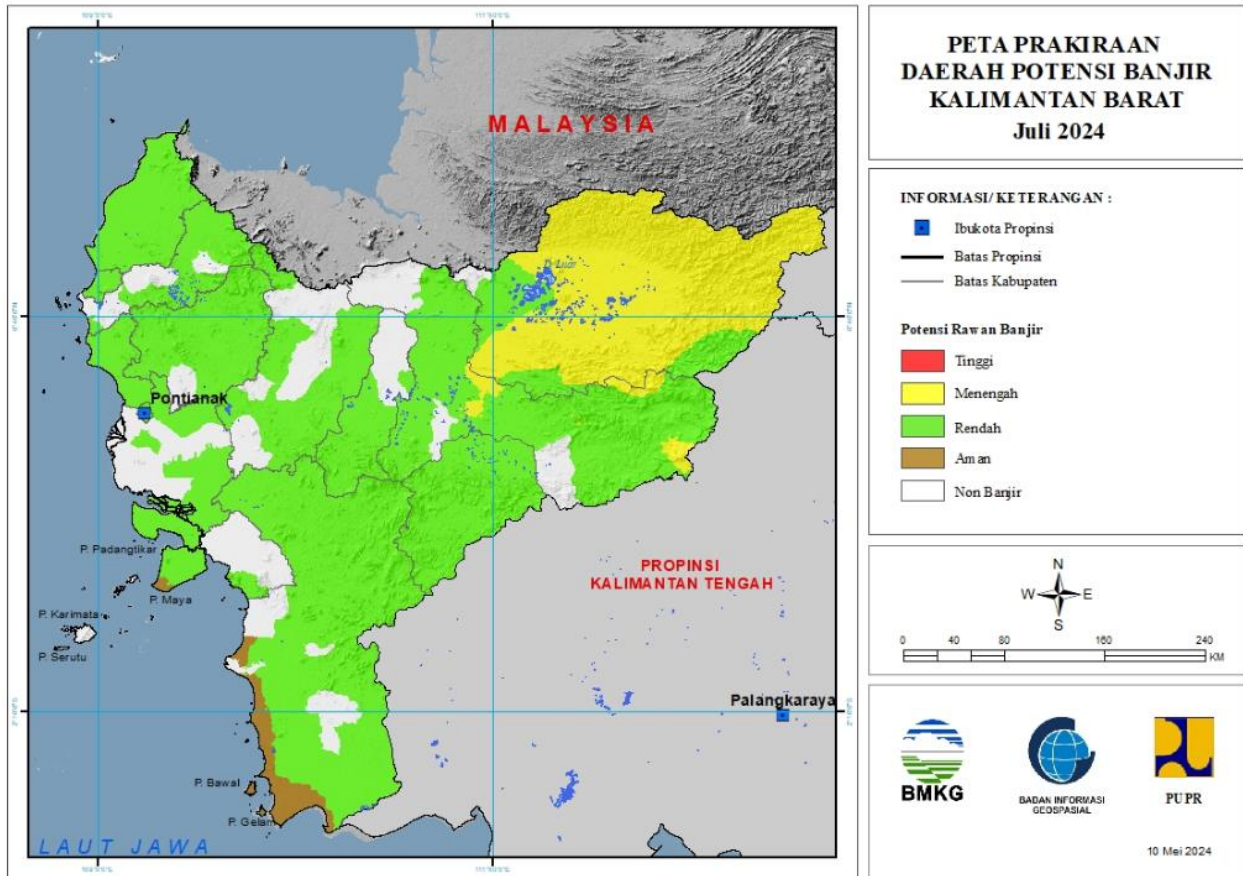 MALAYSIA
D. Luar
Pontianak
P. Padangtikar
P. Maya
P. Karimata
P. Serutu
PROPINSI
KALIMANTAN TENGAH
Palangkaraya
P. Bawal
P. Gelam
LAUT JAWA
PETA PRAKIRAAN
DAERAH POTENSI BANJIR
KALIMANTAN BARAT
Juli 2024
INFORMASI/KETERANGAN :
Ibukota Propinsi
Batas Propinsi
Batas Kabupaten
Potensi Rawan Banjir
Tinggi
Menengah
Rendah
Aman
Non Banjir
N
W E
S
0 40 80 160 240
KM
BMKG
BADAN INFORMASI
GEOSPASIAL
PUPR
10 Mei 2024